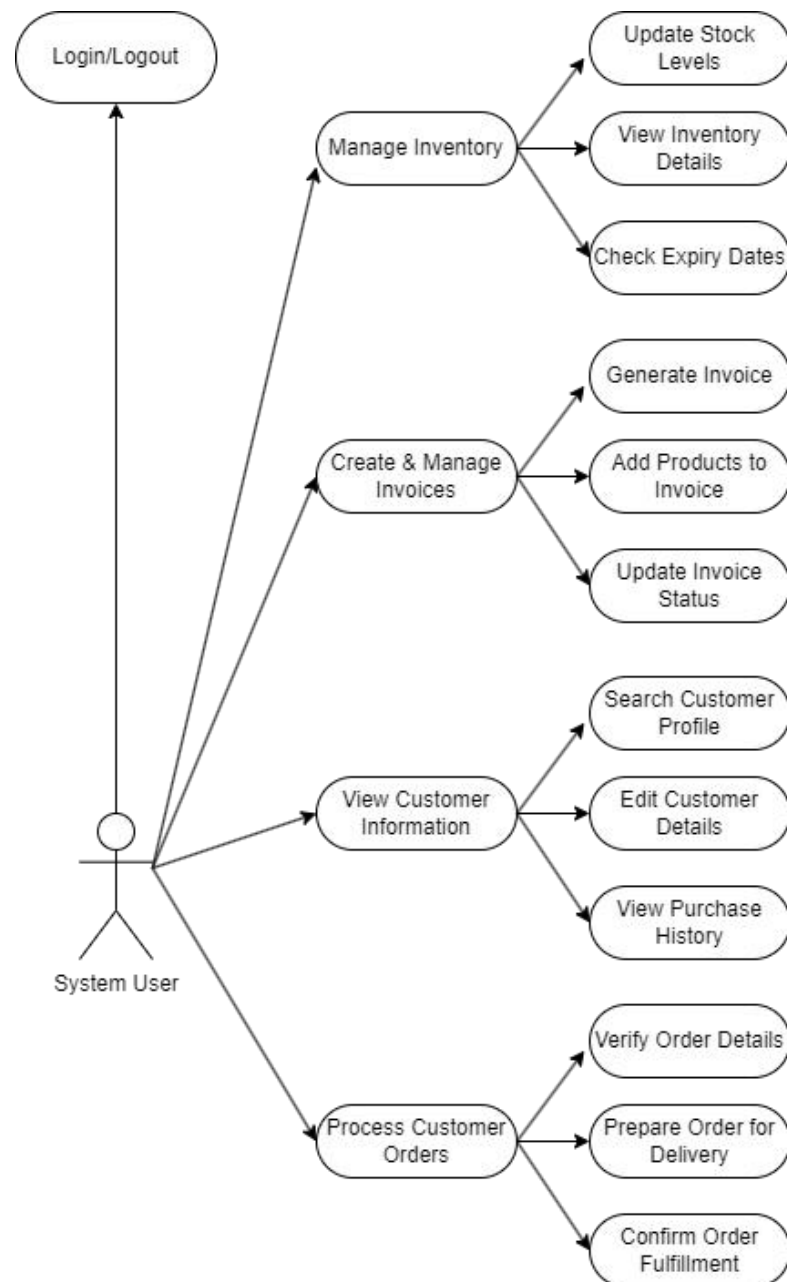 Login/Logout
Manage Inventory
Update Stock
Levels
View Inventory
Details
Check Expiry Dates
Create & Manage
Invoices
Generate Invoice
Add Products to
Invoice
Update Invoice
Status
View Customer
Information
Search Customer
Profile
Edit Customer
Details
View Purchase
History
System User
Process Customer
Orders
Verify Order Details
Prepare Order for
Delivery
Confirm Order
Fulfillment